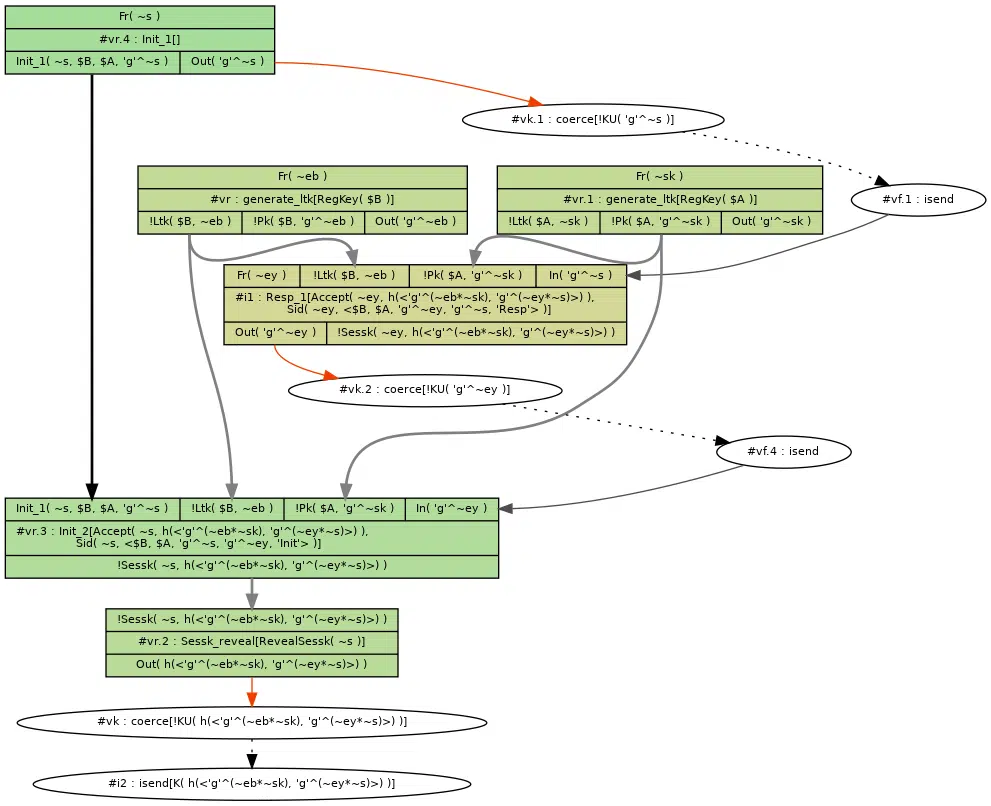 Fr( ~s )
#vr.4 : Init_1[]
Init_1( ~s, $B, $A, 'g'^~s ) Out( 'g'^~s )
#vk.1 : coerce[!KU( 'g'^~s )]
Fr( ~eb ) Fr( ~sk )
#vr : generate_ltk[RegKey( $B )] #vr.1 : generate_ltk[RegKey( $A )] #vf.1 : isend
!Ltk( $B, ~eb ) !Pk( $B, 'g'^~eb ) Out( 'g'^~eb ) !Ltk( $A, ~sk ) !Pk( $A, 'g'^~sk ) Out( 'g'^~sk )
Fr( ~ey ) !Ltk( $B, ~eb ) !Pk( $A, 'g'^~sk ) In( 'g'^~s )
#i1 : Resp_1[Accept( ~ey, h(<'g'^(~eb*~sk), 'g'^(~ey*~s)>) ),
Sid( ~ey, <$B, $A, 'g'^~ey, 'g'^~s, 'Resp'> )]
Out( 'g'^~ey ) !Sessk( ~ey, h(<'g'^(~eb*~sk), 'g'^(~ey*~s)>) )
#vk.2 : coerce[!KU( 'g'^~ey )]
#vf.4 : isend
Init_1( ~s, $B, $A, 'g'^~s ) !Ltk( $B, ~eb ) !Pk( $A, 'g'^~sk ) In( 'g'^~ey )
#vr.3 : Init_2[Accept( ~s, h(<'g'^(~eb*~sk), 'g'^(~ey*~s)>) ),
Sid( ~s, <$B, $A, 'g'^~s, 'g'^~ey, 'Init'> )]
!Sessk( ~s, h(<'g'^(~eb*~sk), 'g'^(~ey*~s)>) )
!Sessk( ~s, h(<'g'^(~eb*~sk), 'g'^(~ey*~s)>) )
#vr.2 : Sessk_reveal[RevealSessk( ~s )]
Out( h(<'g'^(~eb*~sk), 'g'^(~ey*~s)>) )
#vk : coerce[!KU( h(<'g'^(~eb*~sk), 'g'^(~ey*~s)>) )]
#i2 : isend[K( h(<'g'^(~eb*~sk), 'g'^(~ey*~s)>) )]